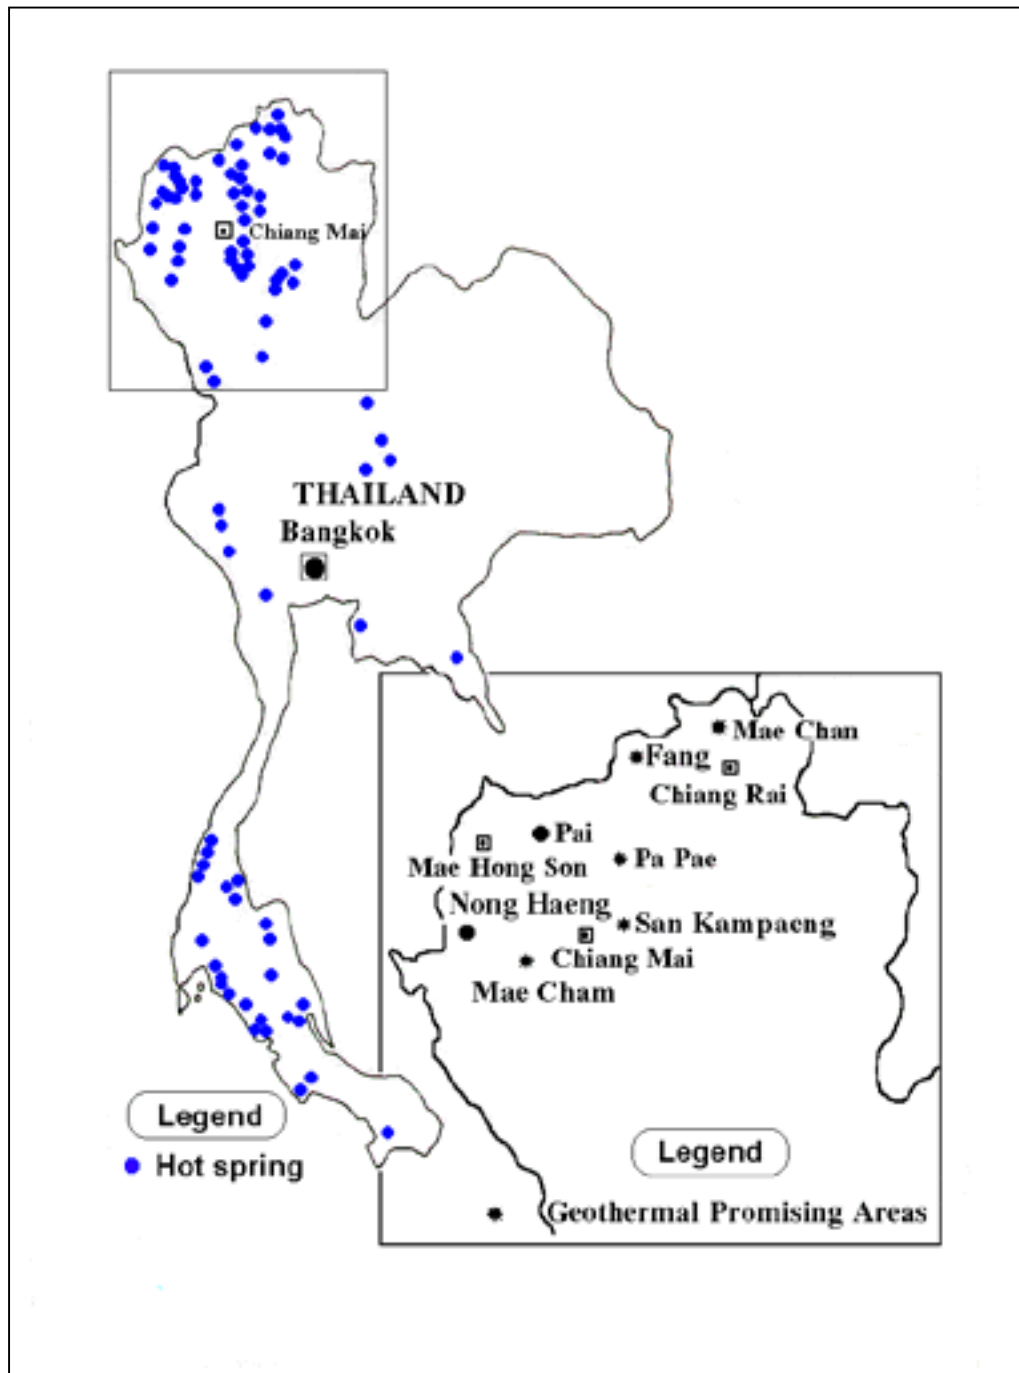 Chiang Mai
THAILAND
Bangkok
Mae Chan
Fang
Chiang Rai
Pai
Mae Hong Son
Pa Pae
Nong Haeng
San Kampaeng
Chiang Mai
Mae Cham
Legend
Hot spring
Legend
Geothermal Promising Areas